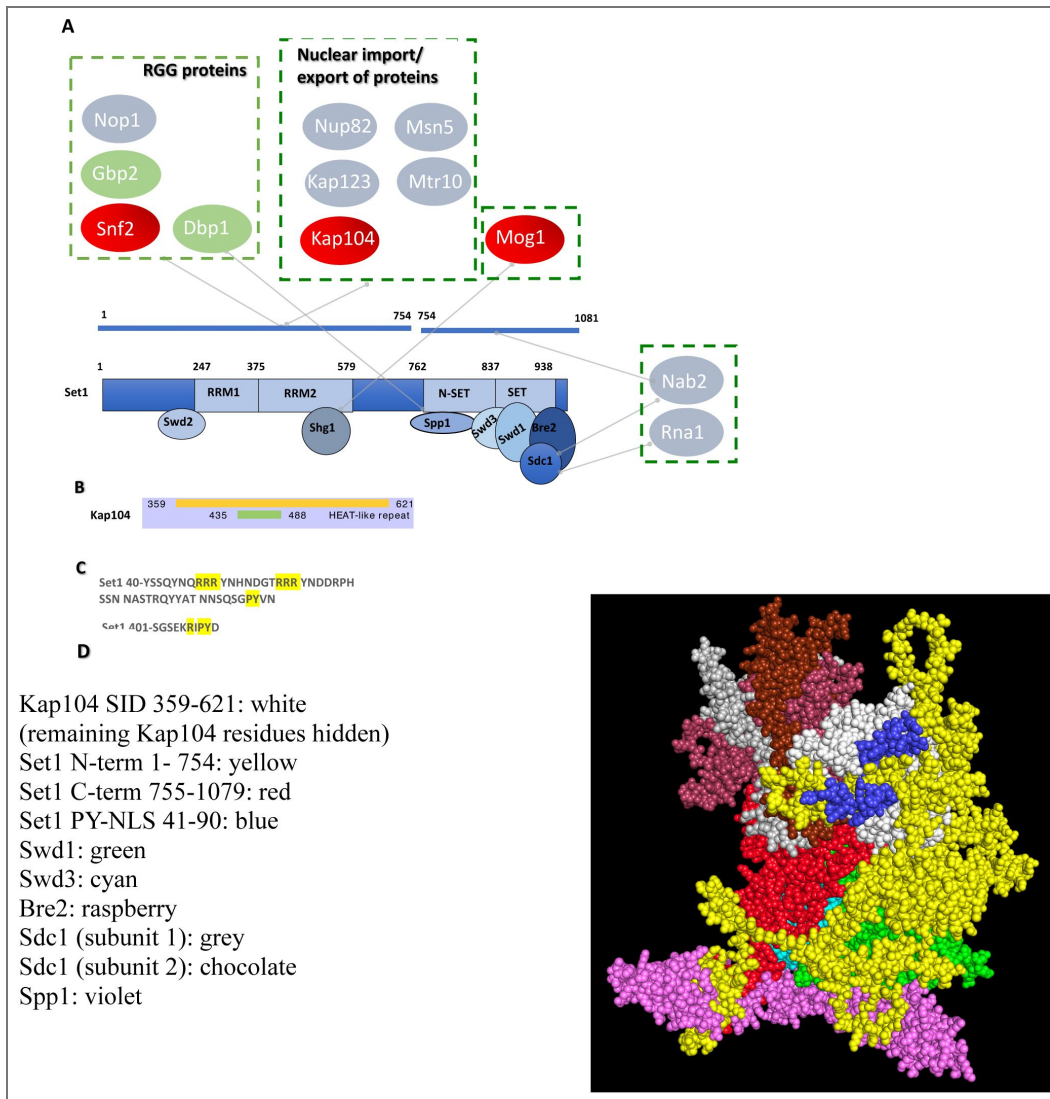 A
RGG proteins
Nuclear import/
export of proteins
Nop1
Gbp2
Snf2
Dbp1
Nup82
Msn5
Kap123
Mtr10
Kap104
Mog1
1
754
754
1081
1
247
375
579
762
837
938
Set1
RRM1
RRM2
N-SET
SET
Swd2
Shg1
Spp1
Swd3
Swd1
Bre2
Sdc1
Nab2
Rna1
B
359
621
Kap104
435
488
HEAT-like repeat
C
Set1 40-YSSQYNQRRR YNHNDGTRRR YNDDRPH
SSN NASTRQYYAT NNSQSGPYVN
Set1 401-SGSEKRIPYD
D
Kap104 SID 359-621: white
(remaining Kap104 residues hidden)
Set1 N-term 1- 754: yellow
Set1 C-term 755-1079: red
Set1 PY-NLS 41-90: blue
Swd1: green
Swd3: cyan
Bre2: raspberry
Sdc1 (subunit 1): grey
Sdc1 (subunit 2): chocolate
Spp1: violet